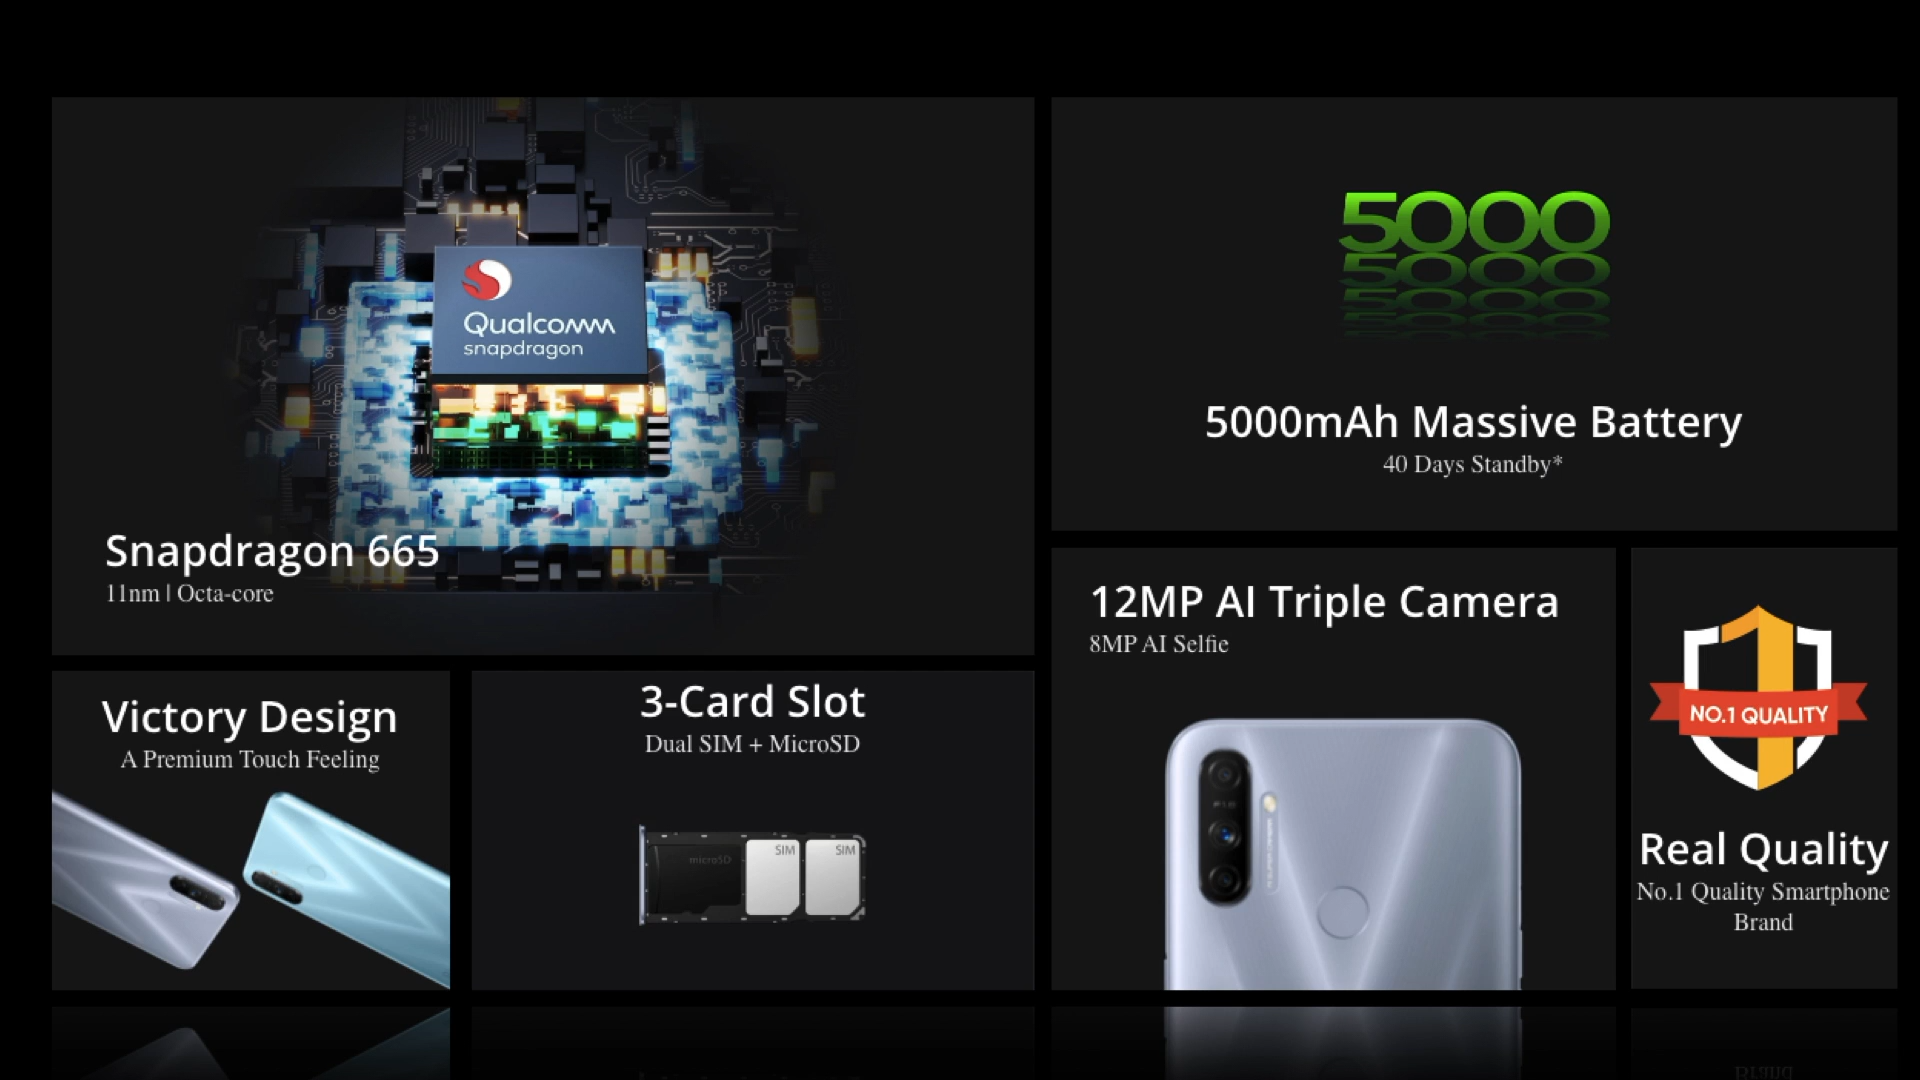 Qualcomm
snapdragon
Snapdragon 665
11nm | Octa-core
5000
5000mAh Massive Battery
40 Days Standby*
Victory Design
A Premium Touch Feeling
3-Card Slot
Dual SIM + MicroSD
microSD
SIM
SIM
12MP AI Triple Camera
8MP AI Selfie
NO.1 QUALITY
Real Quality
No.1 Quality Smartphone
Brand